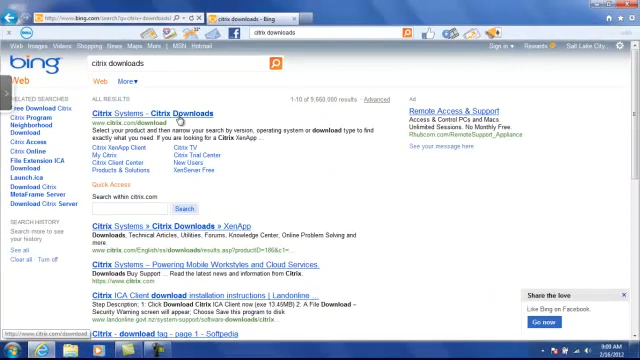 http://www.bing.com/search?q=citrix+downloads
citrix downloads - Bing
citrix downloads
Web Images Videos Shopping News Maps More MSN Hotmail
Sign in Rewards Salt Lake City,
bing
citrix downloads
Web
Web More
RELATED SEARCHES
Free Download Citrix
Citrix Program
Neighborhood
Download
Citrix Access
Citrix Online
File Extension ICA
Download
Launch.ica
Citrix
MetaFrame Server
Citrix Download Server
SEARCH HISTORY
Search more to see
your history
See all
Clear all Turn off
ALL RESULTS
1-10 of 9,660,000 results Advanced
Citrix Systems - Citrix Downloads
www.citrix.com/download
Select your product and then narrow your search by version, operating system or download type to find
exactly what you need. If you are looking for a Citrix XenApp ...
Citrix XenApp Client Citrix TV
My Citrix Citrix Trial Center
Citrix Client Center New Users
Products & Solutions XenServer Free
Quick Access
Search within citrix.com
Search
Citrix Systems » Citrix Downloads » XenApp
Downloads, Technical Articles, Utilities, Forums, Knowledge Center, Online Problem Solving and
more.
www.citrix.com/English/ss/downloads/results.asp?productID=186&c1=...
Citrix Systems – Powering Mobile Workstyles and Cloud Services.
Downloads Buy Support ... Read the latest news and information from Citrix.
https://www.citrix.com
Citrix ICA Client download installation instructions | Landonline ...
Step Description: 1: Click Download Citrix Client Now (exe 13.45MB) 2: A File Download –
Security Warning screen will appear; Choose ...
www.landonline.govt.nz/system-support/software-downloads/citrix...
Citrix download tag - page 1 - Softpedia
Ad
Remote Access & Support
Access & Control PCs and Macs.
Unlimited Sessions. No Monthly Free.
Rhubcom.com/RemoteSupport_Appliance
See your message here
Share the love
Like Bing on Facebook.
Go now
http://www.citrix.com/download
9:09 AM
2/16/2012